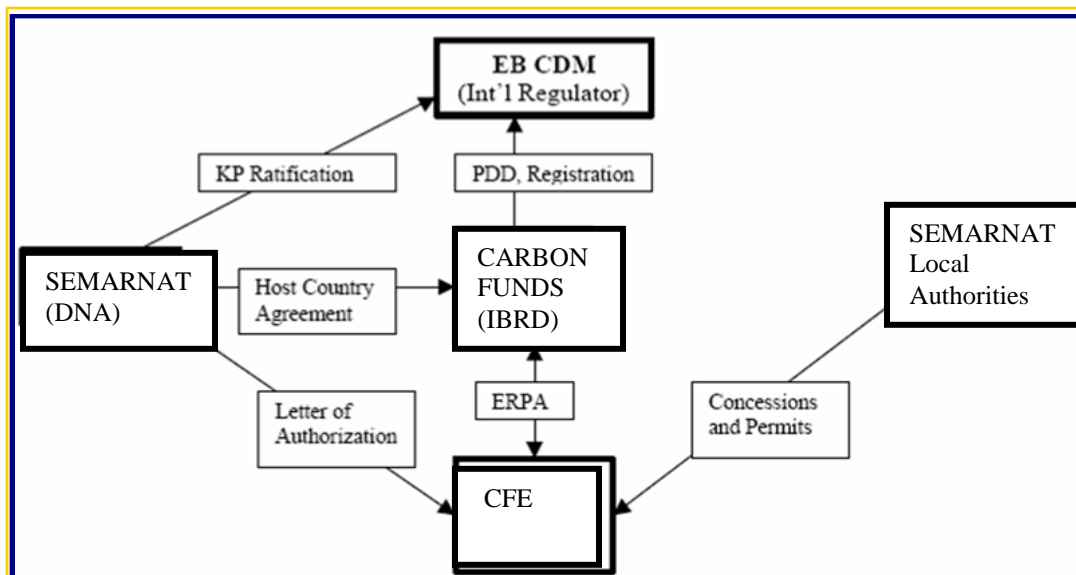 EB CDM
(Int'l Regulator)
KP Ratification
PDD, Registration
SEMARNAT
(DNA)
Host Country
Agreement
CARBON
FUNDS
(IBRD)
SEMARNAT
Local
Authorities
Letter of
Authorization
ERPA
Concessions
and Permits
CFE